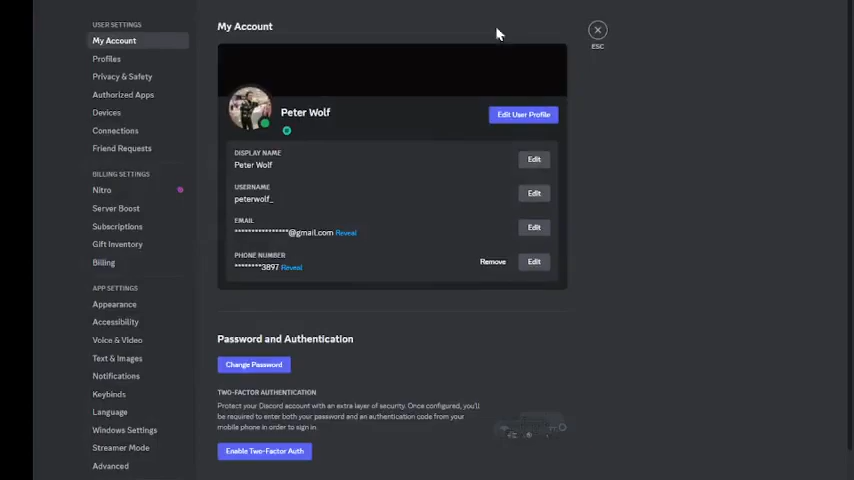 USER SETTINGS
My Account
Profiles
Privacy & Safety
Authorized Apps
Devices
Connections
Friend Requests
BILLING SETTINGS
Nitro
Server Boost
Subscriptions
Gift Inventory
Billing
APP SETTINGS
Appearance
Accessibility
Voice & Video
Text & Images
Notifications
Keybinds
Language
Windows Settings
Streamer Mode
Advanced
My Account
ESC
Peter Wolf
Edit User Profile
DISPLAY NAME
Peter Wolf
Edit
USERNAME
peterwolf_
Edit
EMAIL
****************@gmail.com Reveal
Edit
PHONE NUMBER
********3897 Reveal
Remove
Edit
Password and Authentication
Change Password
TWO-FACTOR AUTHENTICATION
Protect your Discord account with an extra layer of security. Once configured, you'll
be required to enter both your password and an authentication code from your
mobile phone in order to sign in.
Enable Two-Factor Auth